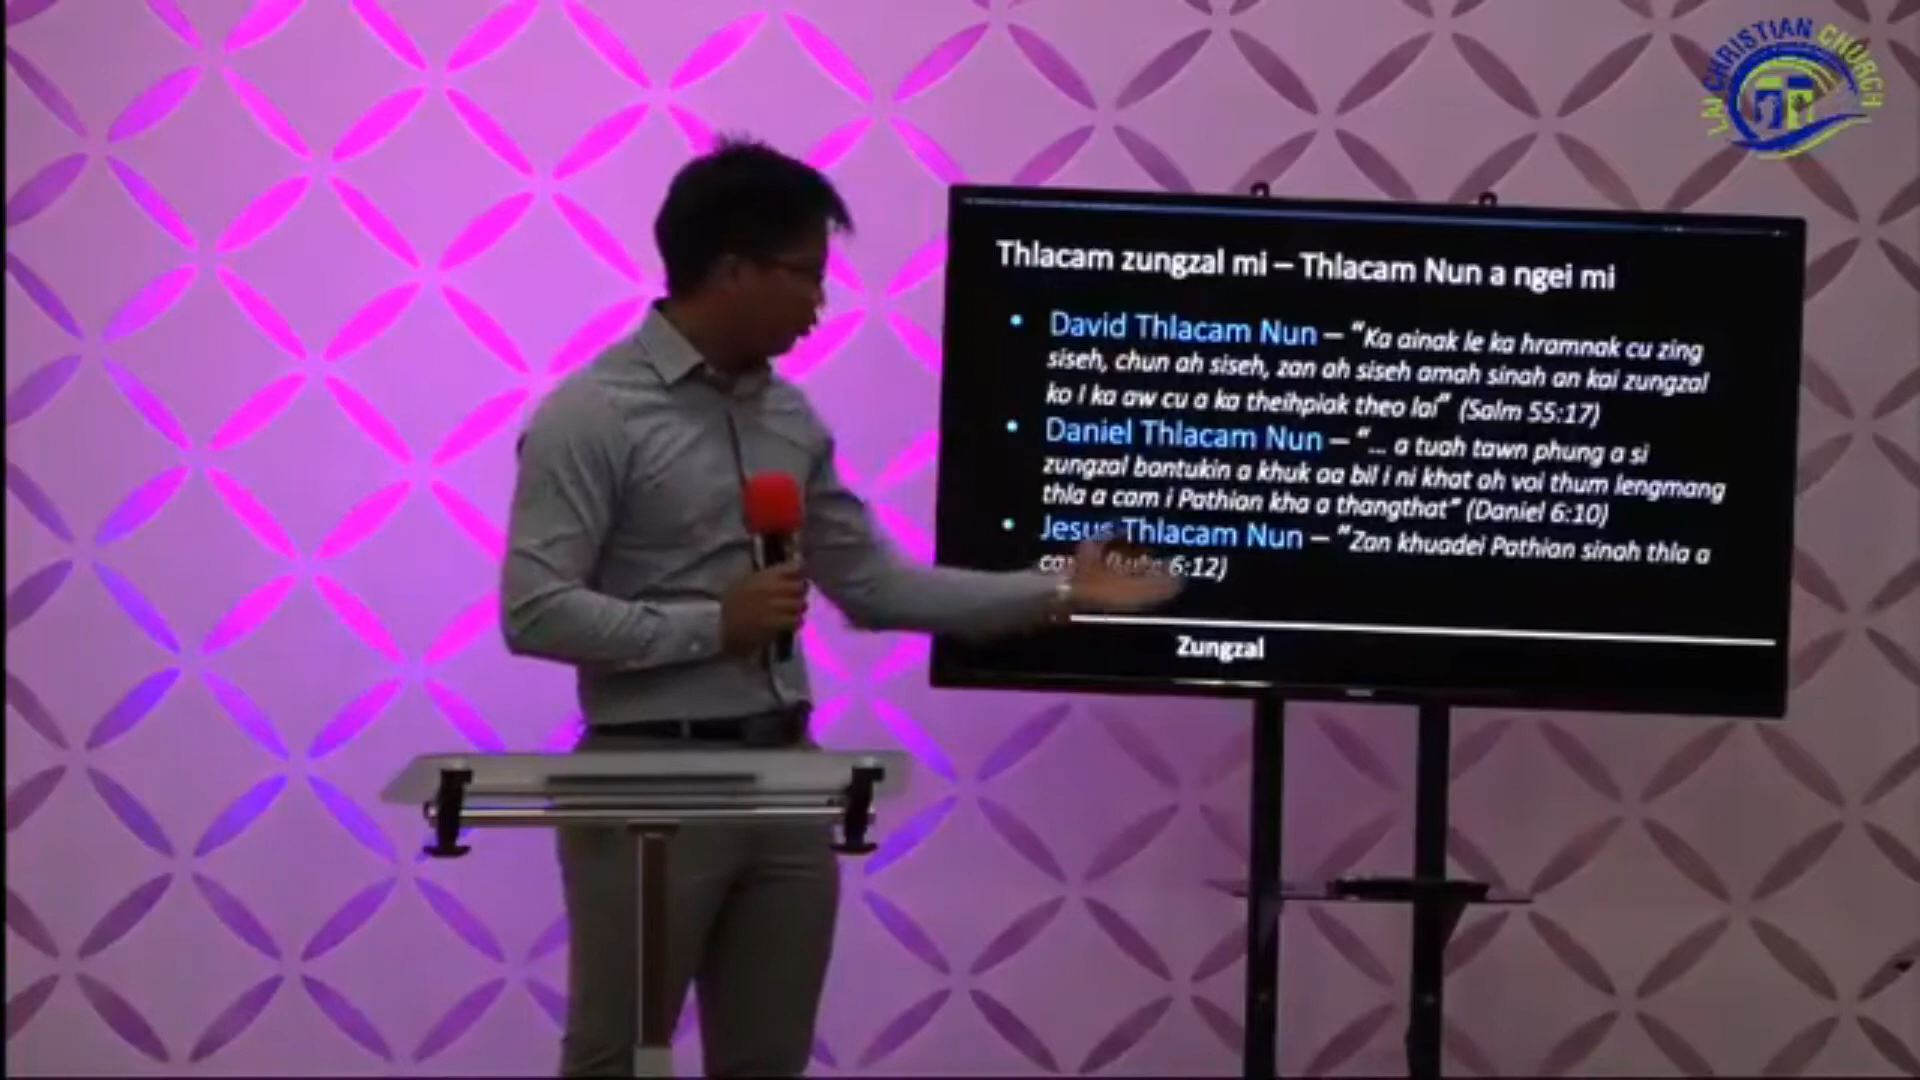 LAI CHRISTIAN CHURCH
Thlacam zungzal mi – Thlacam Nun a ngei mi
• David Thlacam Nun – "Ka ainak le ka hramnak cu zing
siseh, chun ah siseh, zan ah siseh amah sinah an kai zungzal
ko I ka aw cu a ka theihpiak theo lai" (Salm 55:17)
• Daniel Thlacam Nun – "... a tuah tawn phung a si
zungzal bantukin a khuk aa bil i ni khat ah voi thum lengmang
thla a cam i Pathian kha a thangthat" (Daniel 6:10)
• Jesus Thlacam Nun – "Zan khuadei Pathian sinah thla a
6:12)
Zungzal